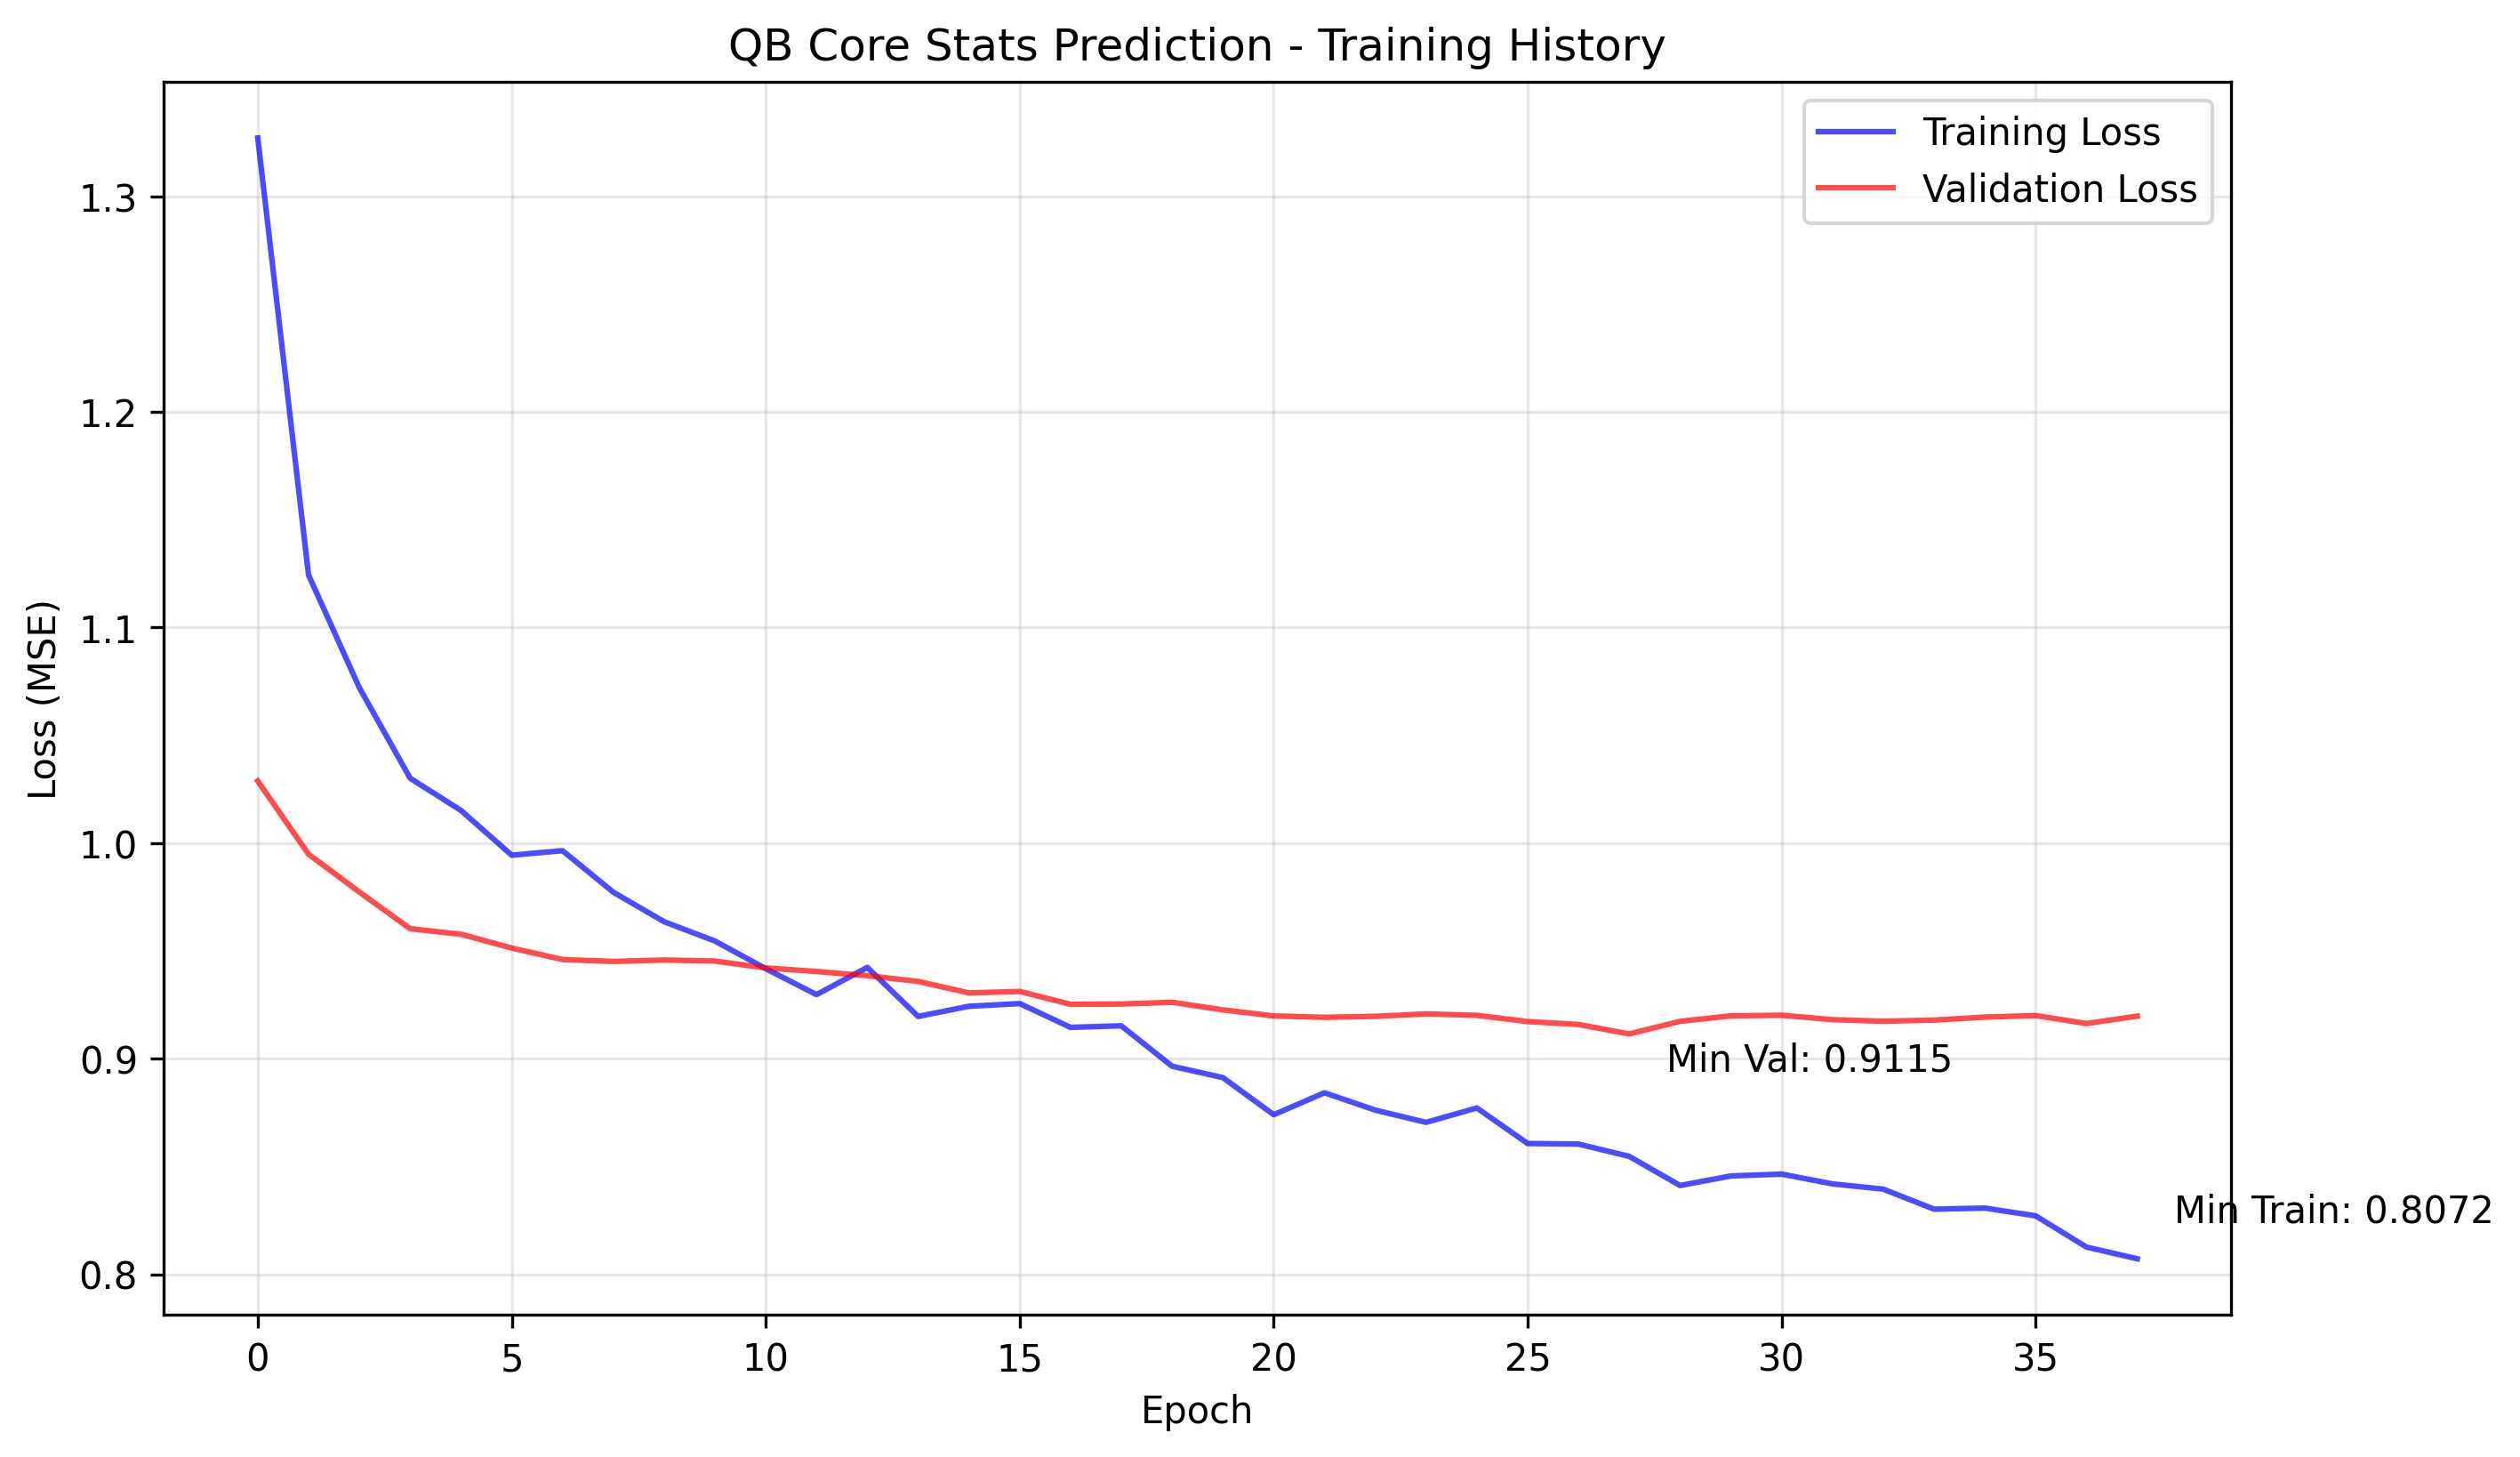 QB Core Stats Prediction - Training History
Training Loss
Validation Loss
1.3
1.2
1.1
1.0
0.9
0.8
Loss (MSE)
Min Val: 0.9115
Min Train: 0.8072
0 5 10 15 20 25 30 35
Epoch